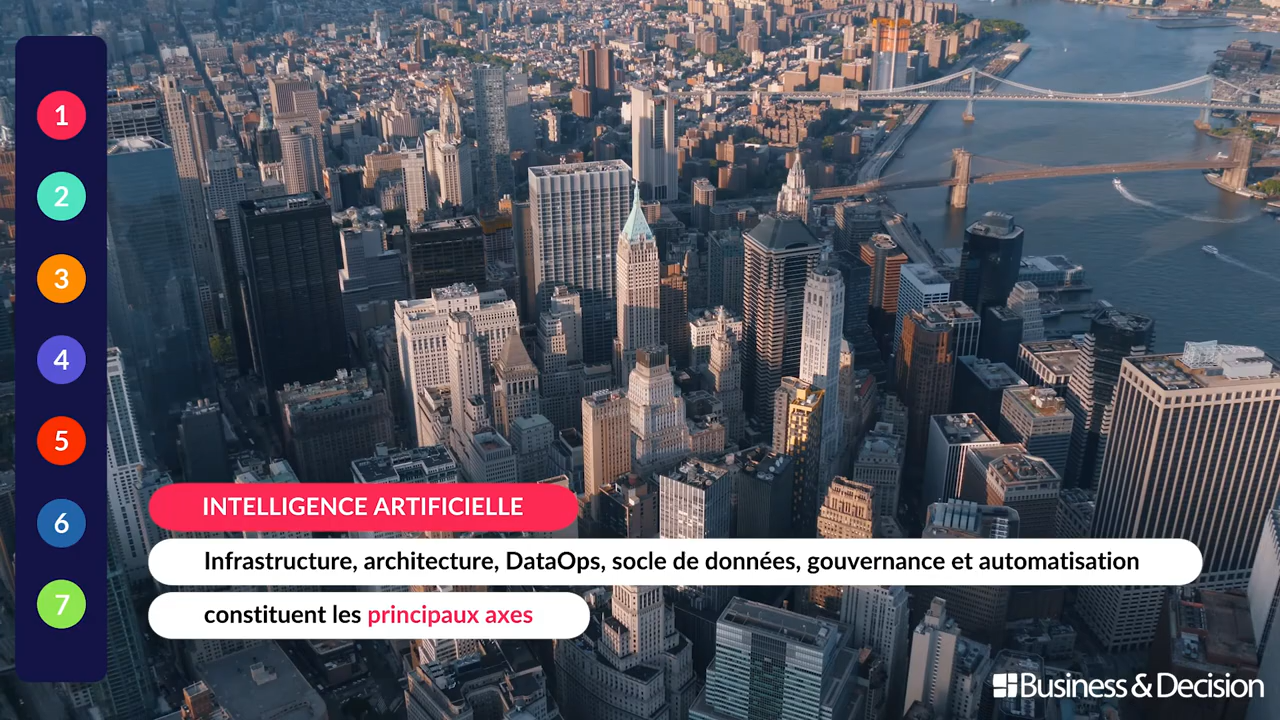 1
2
3
4
5
6
7
INTELLIGENCE ARTIFICIELLE
Infrastructure, architecture, DataOps, socle de données, gouvernance et automatisation
constituent les principaux axes
Business & Decision